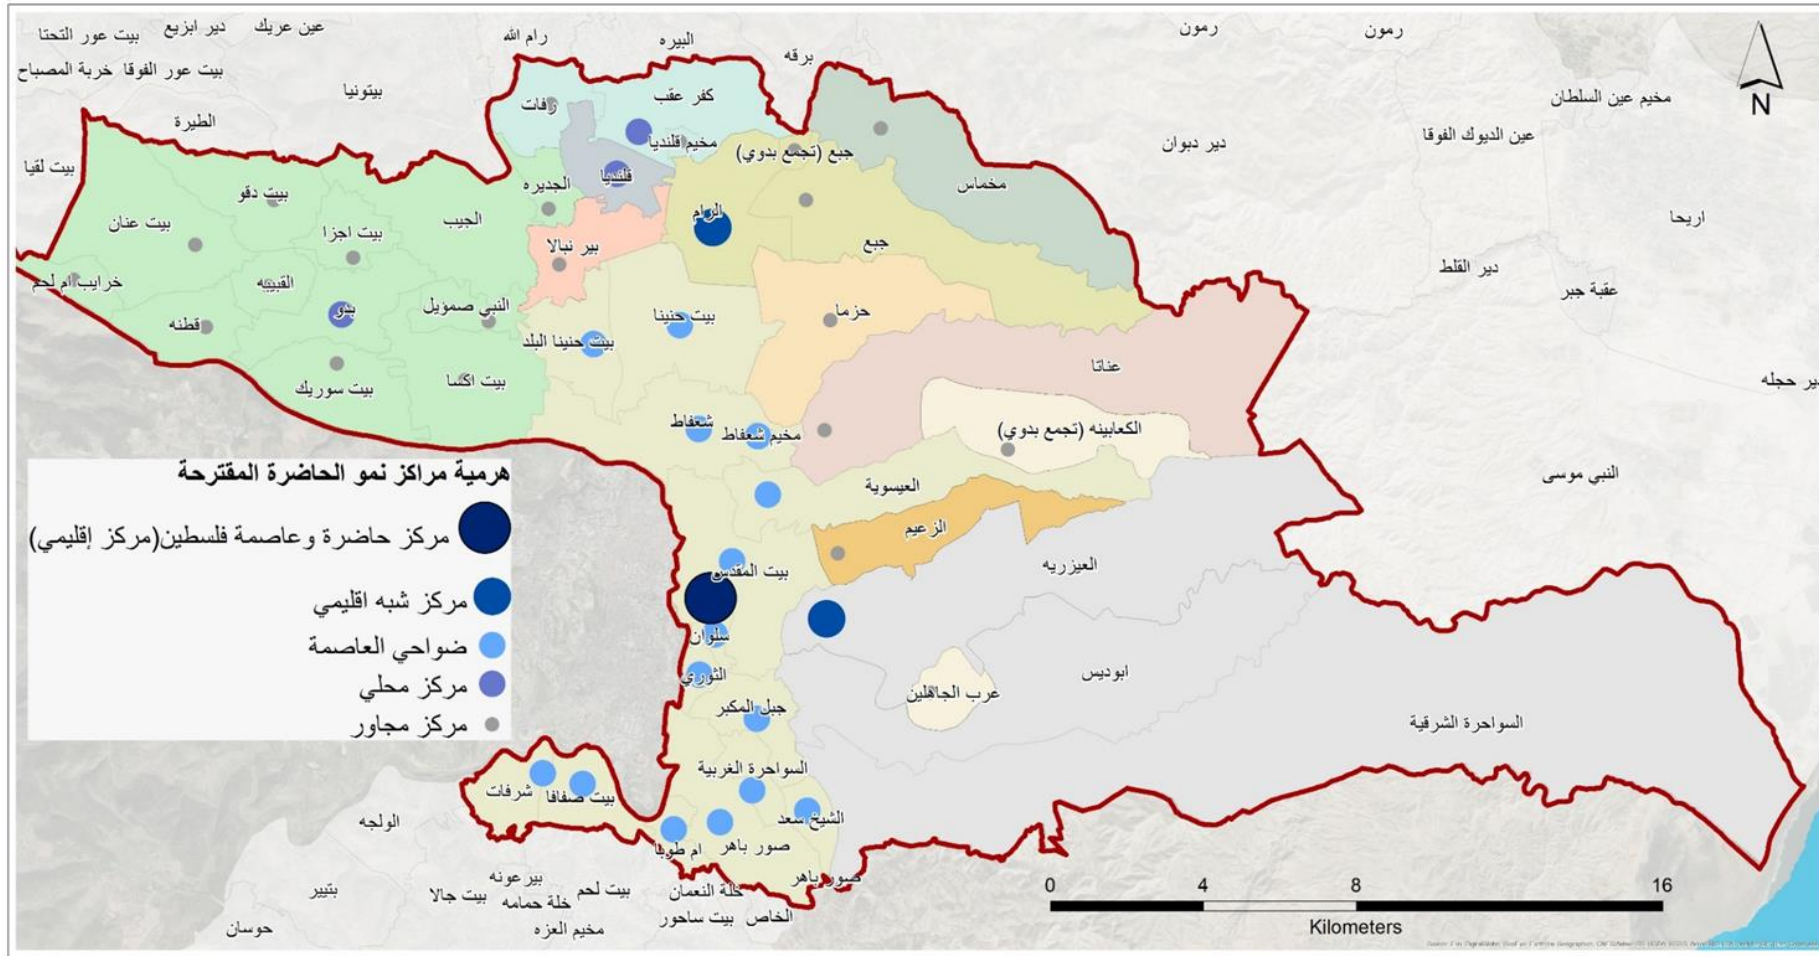 عين عريك
دير ابزيع
بيت عور التحتا
رام الله
البيره
برقه
رمون
رمون
بيت عور الفوقا
خربة المصباح
بيتونيا
الطيرة
بيت لقيا
مخيم عين السلطان
عين الديوك الفوقا
دير دبوان
اريحا
دير القلط
عقبة جبر
دير حجله
النبي موسى
N
كفر عقب
رفات
مخيم قلنديا
قلنديا
جبع (تجمع بدوي)
مخماس
الجديره
بيت دقو
الجيب
بيت عنان
بيت اجزا
بير نبالا
الرام
جبع
خرايب ام لحم
القبيبه
النبي صموئيل
بدو
قطنه
بيت حنينا
بيت حنينا البلد
حزما
بيت سوريك
بيت اكسا
عناتا
شعفاط
مخيم شعفاط
الكعابينه (تجمع بدوي)
العيسوية
الزعيم
العيزريه
بيت المقدس
سلوان
الثوري
ابوديس
عرب الجاهلين
جبل المكبر
السواحرة الشرقية
السواحرة الغربية
شرفات
بيت صفافا
الشيخ سعد
صور باهر
ام طوبا
صور باهر
هرمية مراكز نمو الحاضرة المقترحة
مركز حاضرة وعاصمة فلسطين(مركز إقليمي)
مركز شبه اقليمي
ضواحي العاصمة
مركز محلي
مركز مجاور
الولجه
بتير
حوسان
بيرعونه
بيت جالا
خلة حمامه
بيت لحم
مخيم العزه
خلة النعمان
بيت ساحور
الخاص
0 4 8 16
Kilometers